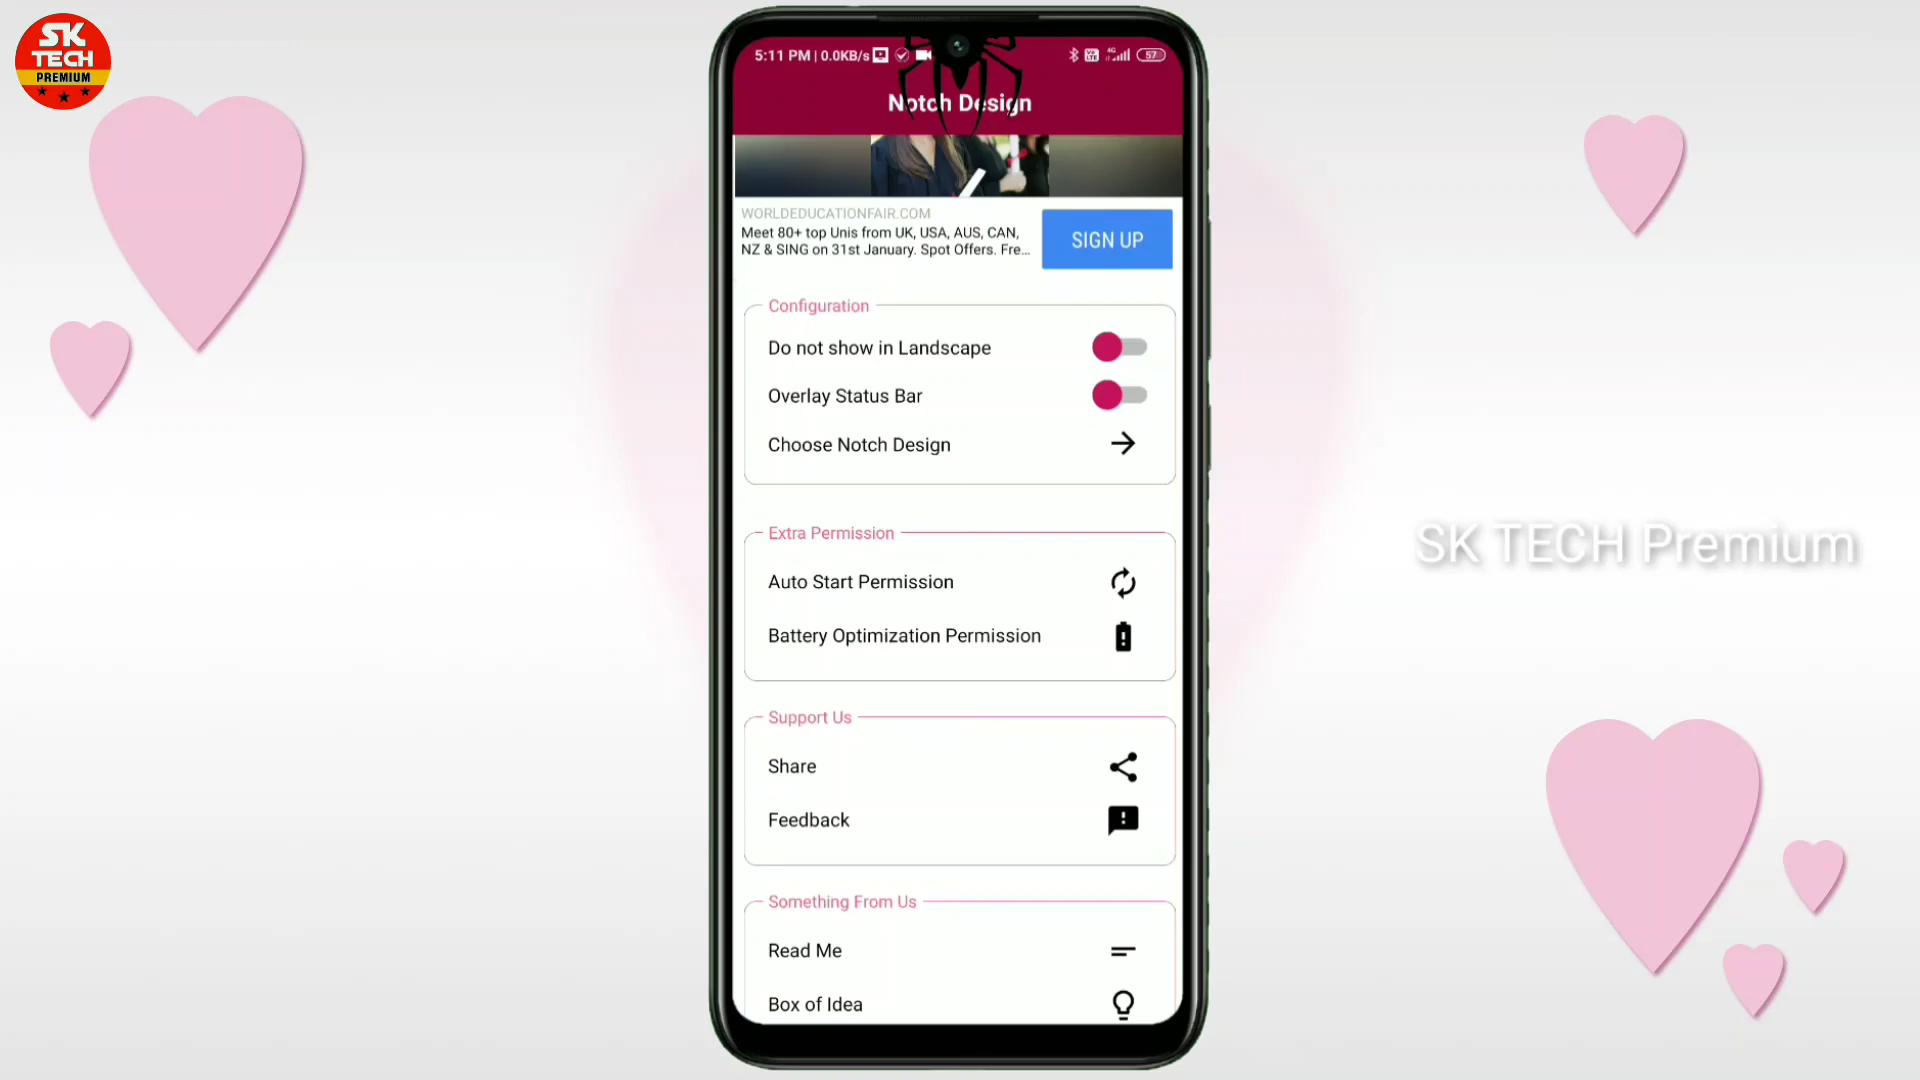 SK
TECH
PREMIUM
5:11 PM | 0.0KB/s
4G
57
Notch Design
WORLDEDUCATIONFAIR.COM
Meet 80+ top Unis from UK, USA, AUS, CAN,
NZ & SING on 31st January. Spot Offers. Fre...
SIGN UP
Configuration
Do not show in Landscape
Overlay Status Bar
Choose Notch Design
Extra Permission
Auto Start Permission
Battery Optimization Permission
Support Us
Share
Feedback
Something From Us
Read Me
Box of Idea
SK TECH Premium